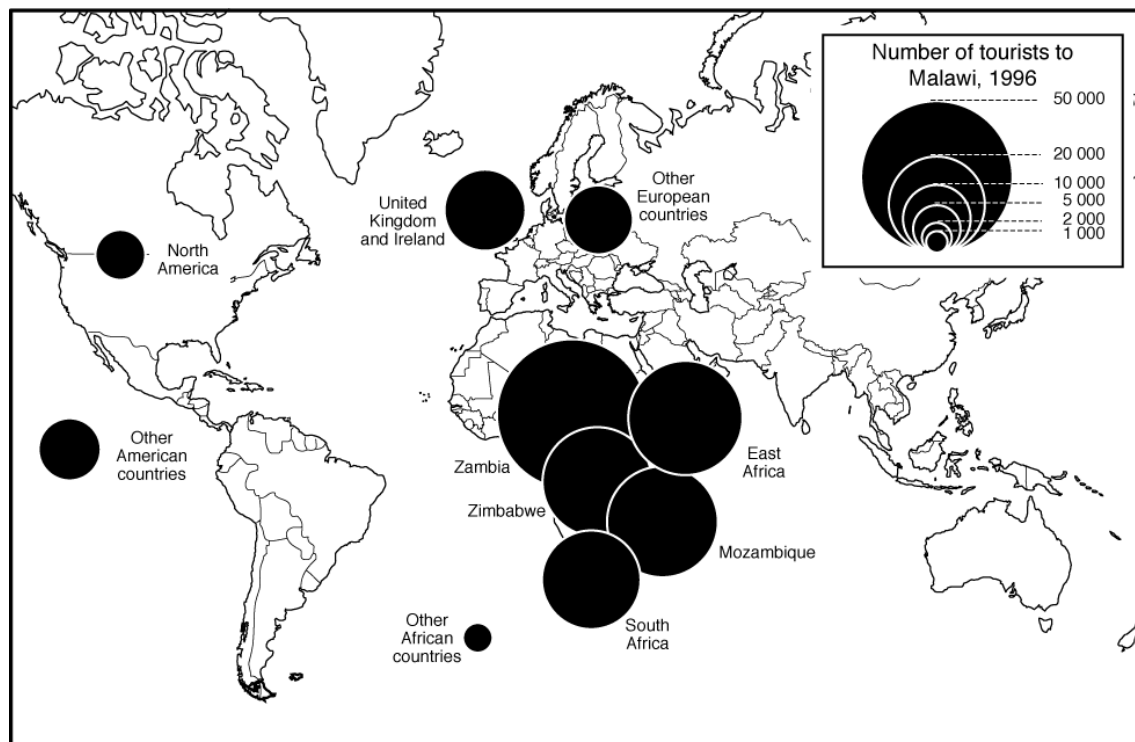 Number of tourists to
Malawi, 1996
50 000
20 000
10 000
5 000
2 000
1 000
United
Kingdom
and Ireland
Other
European
countries
North
America
Other
American
countries
Zambia
East
Africa
Zimbabwe
Mozambique
South
Africa
Other
African
countries